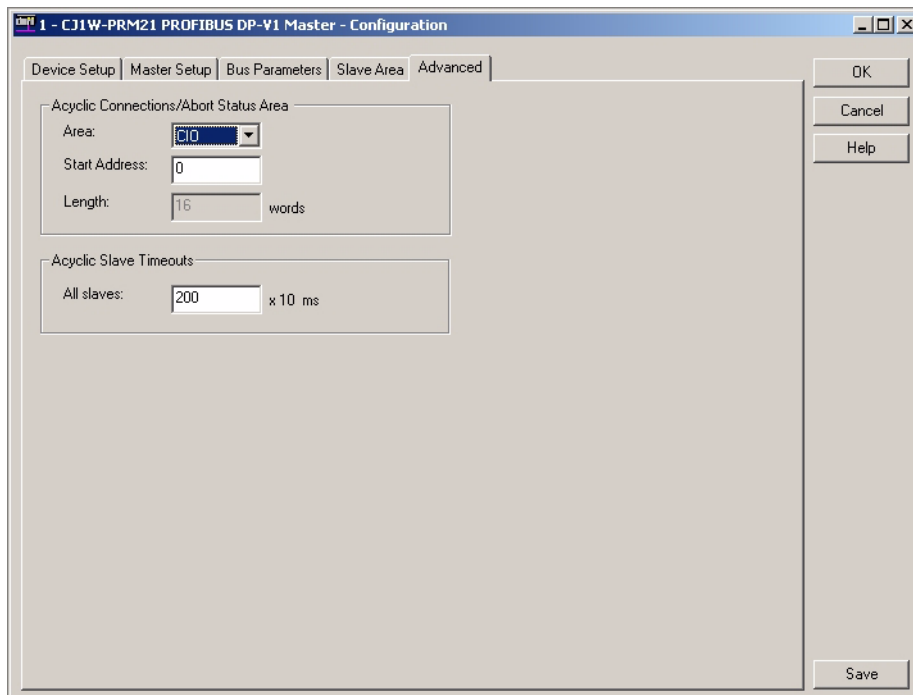 1 - CJ1W-PRM21 PROFIBUS DP-V1 Master - Configuration
Device Setup Master Setup Bus Parameters Slave Area Advanced
OK
Cancel
Help
Acyclic Connections/Abort Status Area
Area: CIO
Start Address: 0
Length: 16 words
Acyclic Slave Timeouts
All slaves: 200 x 10 ms
Save